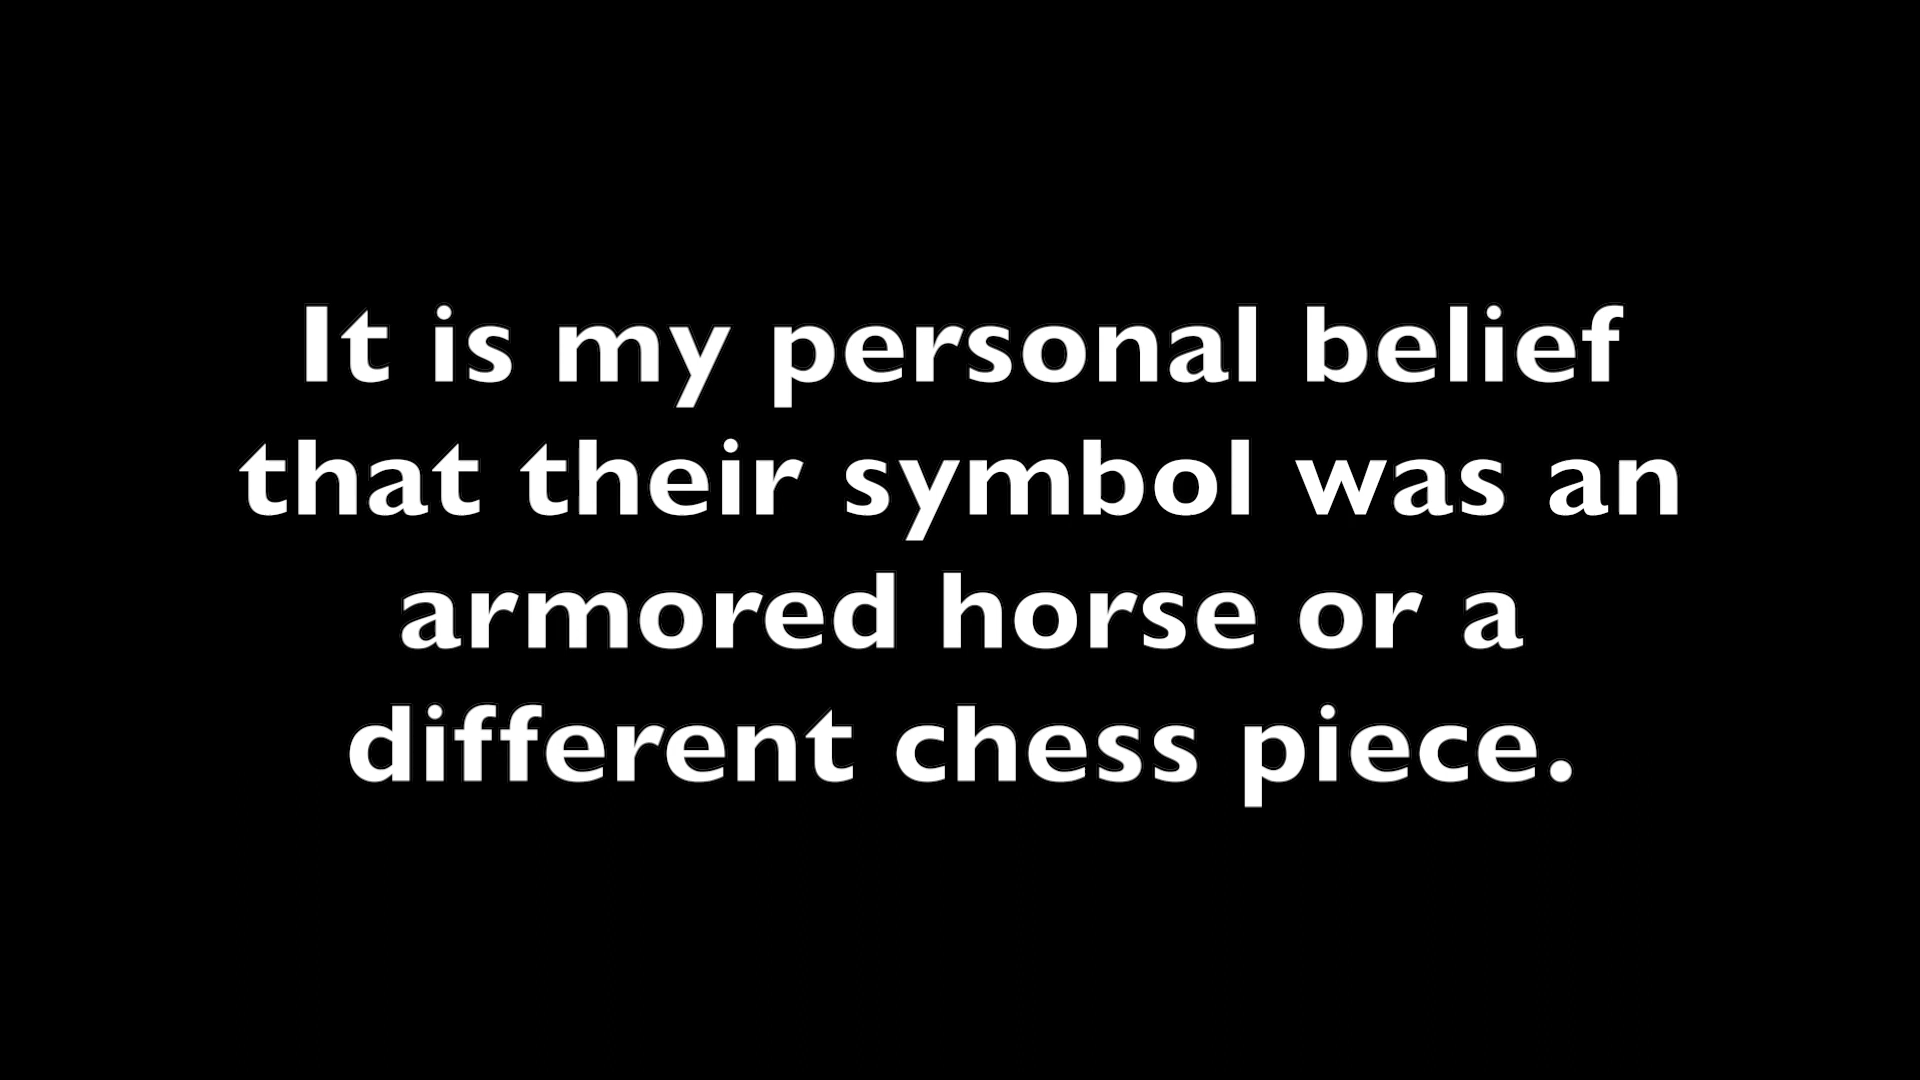 It is my personal belief
that their symbol was an
armored horse or a
different chess piece.